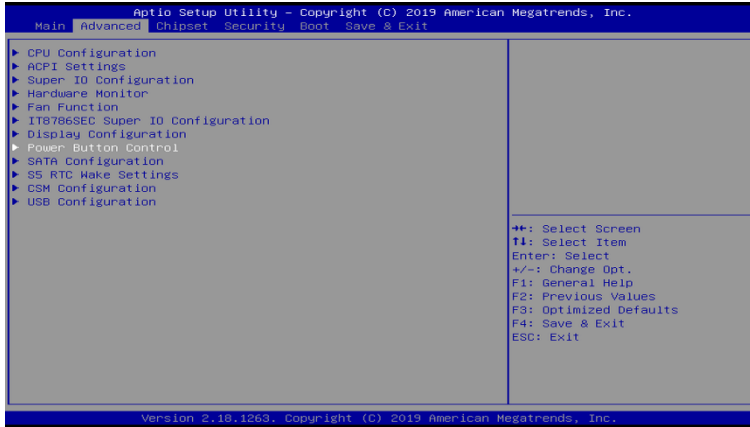 Aptio Setup Utility – Copyright (C) 2019 American Megatrends, Inc.
Main Advanced Chipset Security Boot Save & Exit
▶ CPU Configuration
▶ ACPI Settings
▶ Super IO Configuration
▶ Hardware Monitor
▶ Fan Function
▶ IT8786SEC Super IO Configuration
▶ Display Configuration
▶ Power Button Control
▶ SATA Configuration
▶ S5 RTC Wake Settings
▶ CSM Configuration
▶ USB Configuration
→←: Select Screen
↑↓: Select Item
Enter: Select
+/-: Change Opt.
F1: General Help
F2: Previous Values
F3: Optimized Defaults
F4: Save & Exit
ESC: Exit
Version 2.18.1263. Copyright (C) 2019 American Megatrends, Inc.